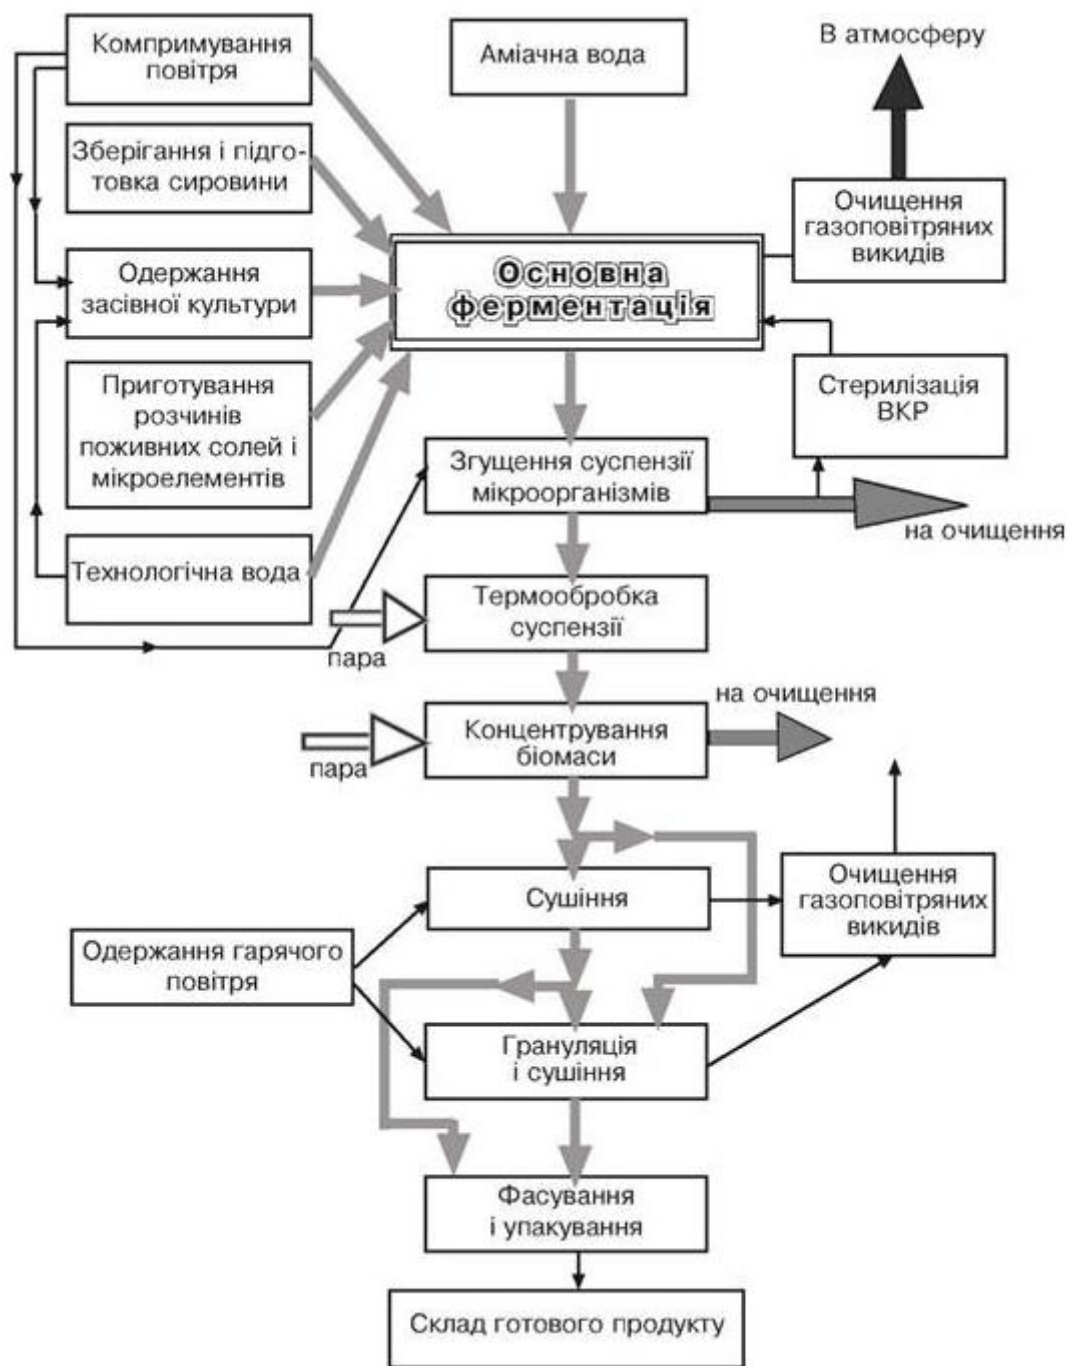 Компримування
повітря
Аміачна вода
В атмосферу
Зберігання і підго-
товка сировини
Очищення
газоповітряних
викидів
Одержання
засівної культури
Основна
ферментація
Приготування
розчинів
поживних солей і
мікроелементів
Стерилізація
ВКР
Згущення суспензії
мікроорганізмів
на очищення
Технологічна вода
Термообробка
суспензії
пара
на очищення
Концентрування
біомаси
пара
Сушіння
Очищення
газоповітряних
викидів
Одержання гарячого
повітря
Грануляція
і сушіння
Фасування
і упакування
Склад готового продукту